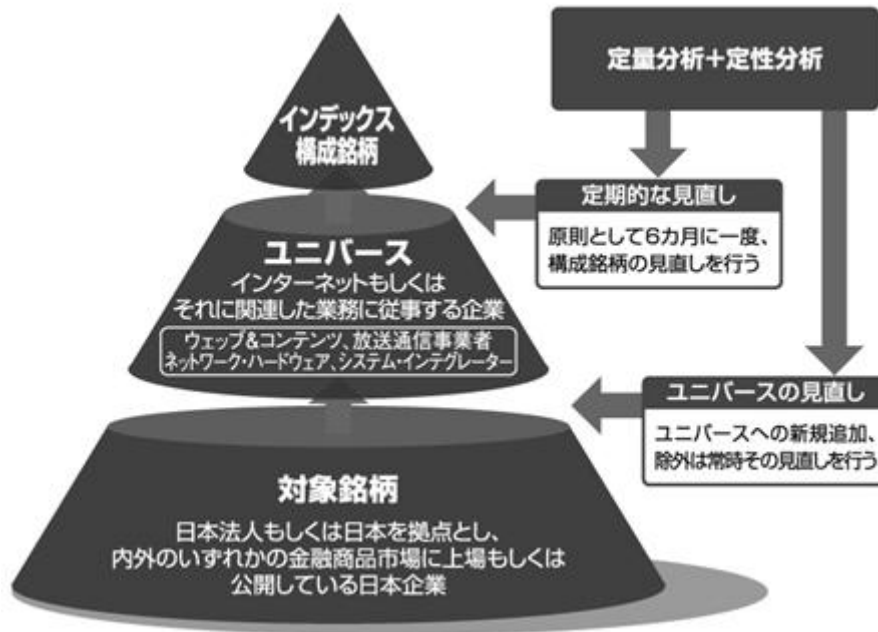 インデックス
構成銘柄
定量分析＋定性分析
定期的な見直し
原則として6カ月に一度、
構成銘柄の見直しを行う
ユニバース
インターネットもしくは
それに関連した業務に従事する企業
ウェッブ&コンテンツ、放送通信事業者
ネットワーク・ハードウェア、システム・インテグレーター
ユニバースの見直し
ユニバースへの新規追加、
除外は常時その見直しを行う
対象銘柄
日本法人もしくは日本を拠点とし、
内外のいずれかの金融商品市場に上場もしくは
公開している日本企業